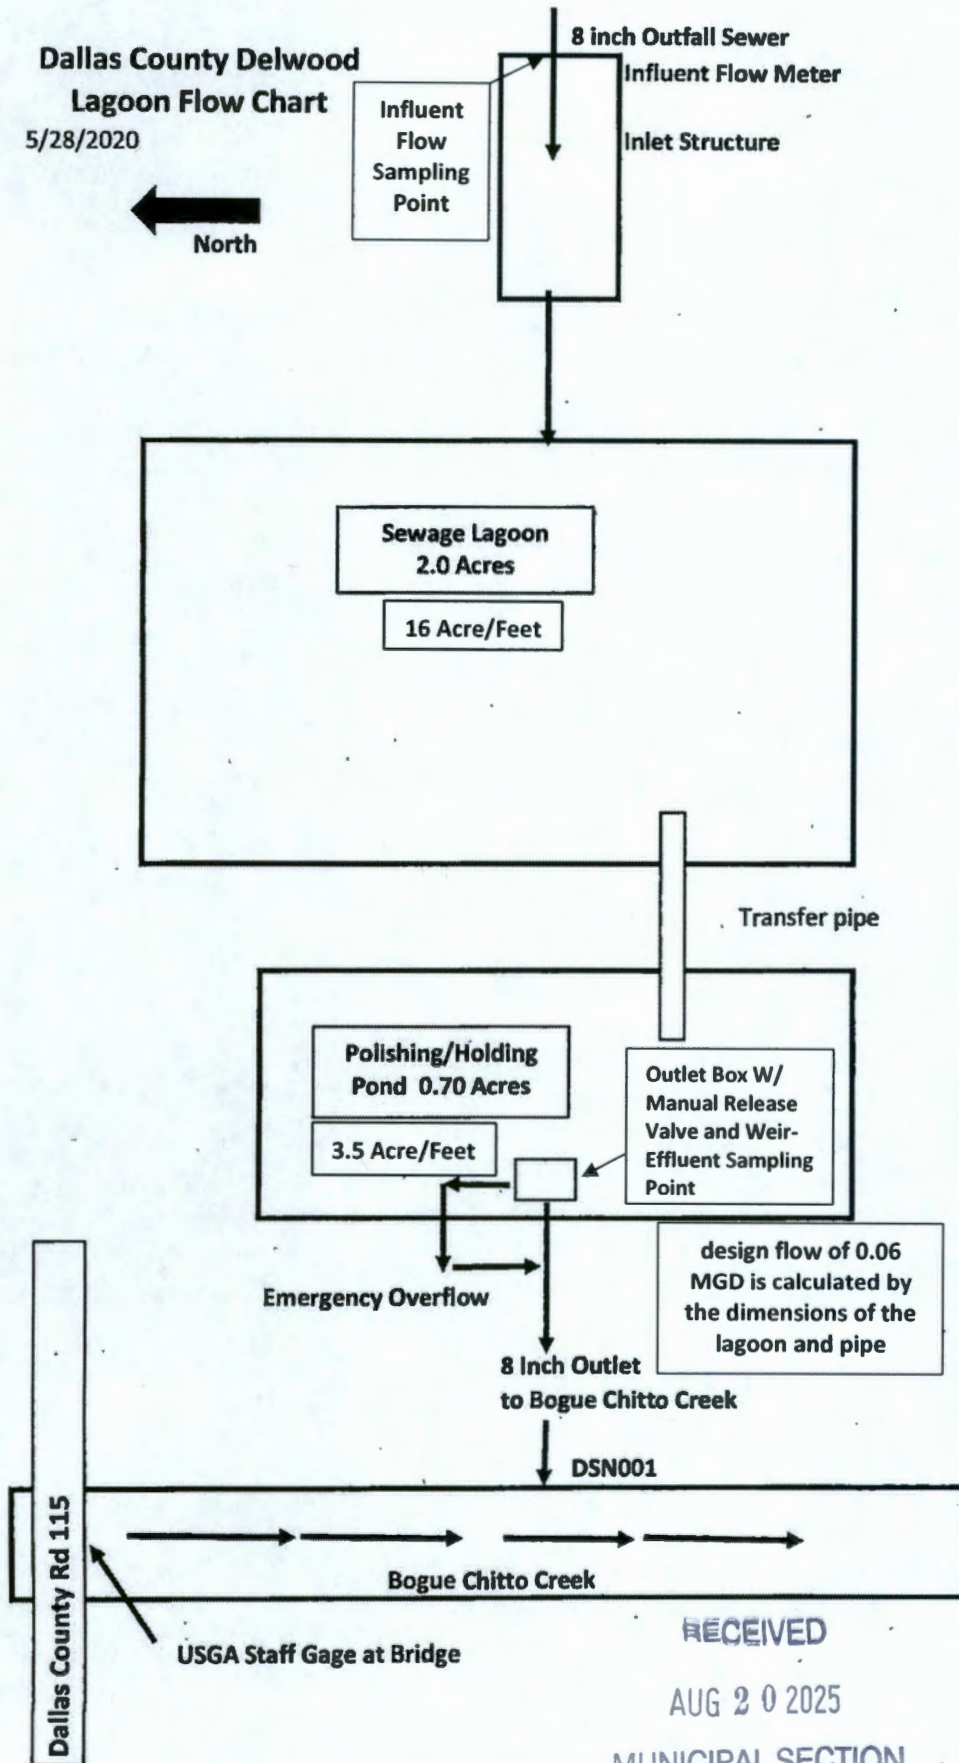 Dallas County Delwood
Lagoon Flow Chart
5/28/2020
North
8 inch Outfall Sewer
Influent Flow Meter
Inlet Structure
Influent
Flow
Sampling
Point
Sewage Lagoon
2.0 Acres
16 Acre/Feet
Transfer pipe
Polishing/Holding
Pond 0.70 Acres
3.5 Acre/Feet
Outlet Box W/
Manual Release
Valve and Weir-
Effluent Sampling
Point
Emergency Overflow
design flow of 0.06
MGD is calculated by
the dimensions of the
lagoon and pipe
8 Inch Outlet
to Bogue Chitto Creek
DSN001
Dallas County Rd 115
Bogue Chitto Creek
USGA Staff Gage at Bridge
RECEIVED
AUG 20 2025
MUNICIPAL SECTION